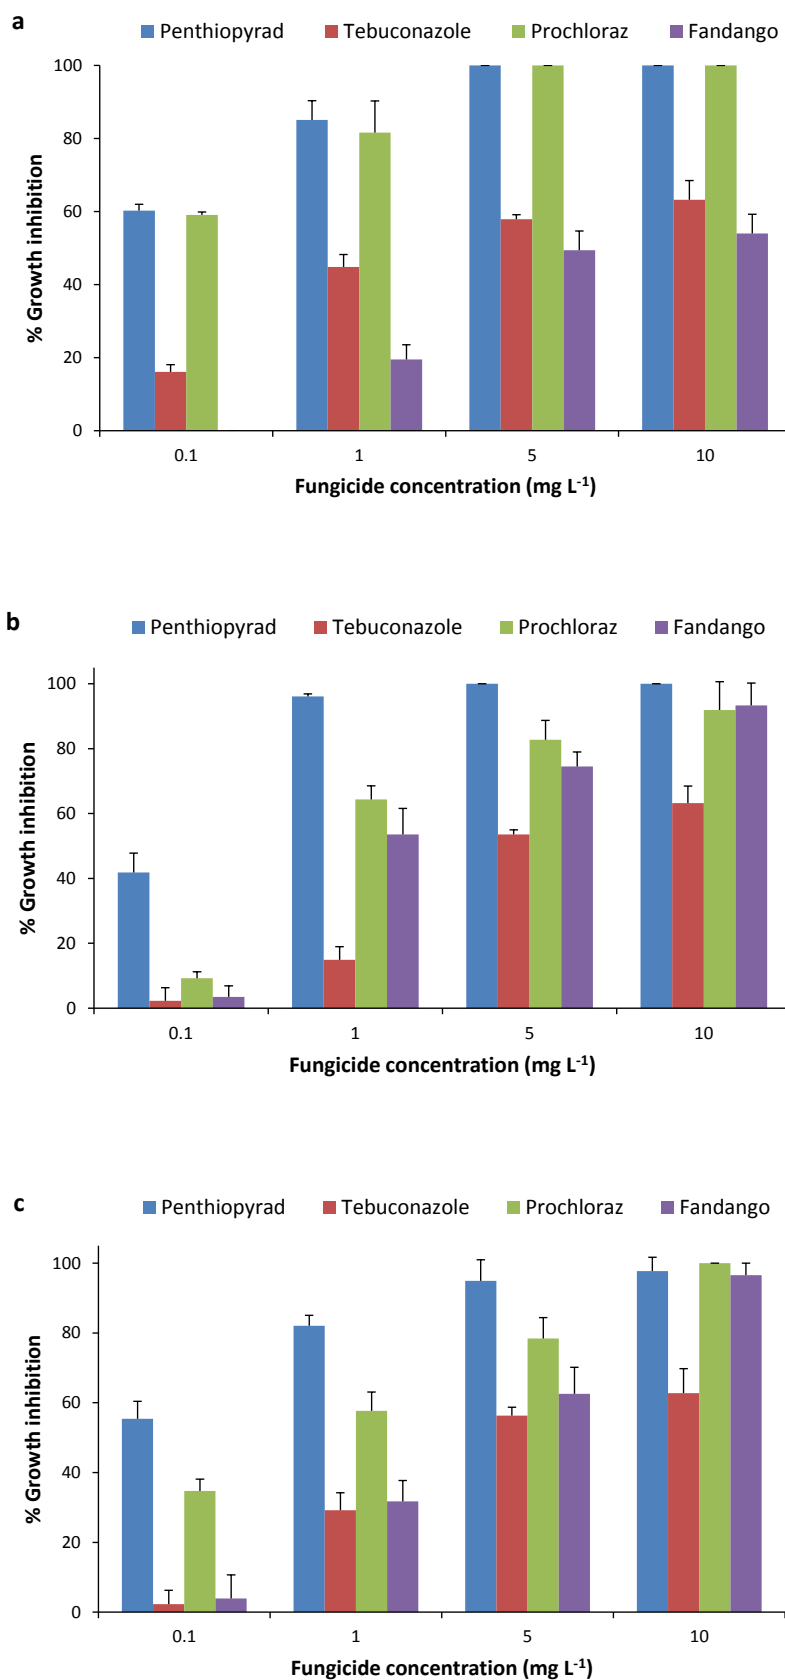 a
Penthiopyrad Tebuconazole Prochloraz Fandango
100
80
60
40
20
0
% Growth inhibition
0.1 1 5 10
Fungicide concentration (mg L⁻¹)
b
Penthiopyrad Tebuconazole Prochloraz Fandango
100
80
60
40
20
0
% Growth inhibition
0.1 1 5 10
Fungicide concentration (mg L⁻¹)
c
Penthiopyrad Tebuconazole Prochloraz Fandango
100
80
60
40
20
0
% Growth inhibition
0.1 1 5 10
Fungicide concentration (mg L⁻¹)